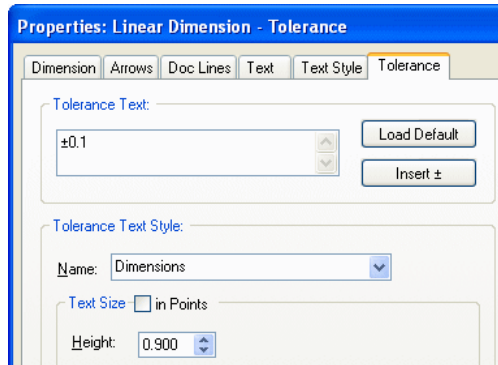 Properties: Linear Dimension - Tolerance
Dimension Arrows Doc Lines Text Text Style Tolerance
Tolerance Text:
±0.1
Load Default
Insert ±
Tolerance Text Style:
Name: Dimensions
Text Size in Points
Height: 0.900